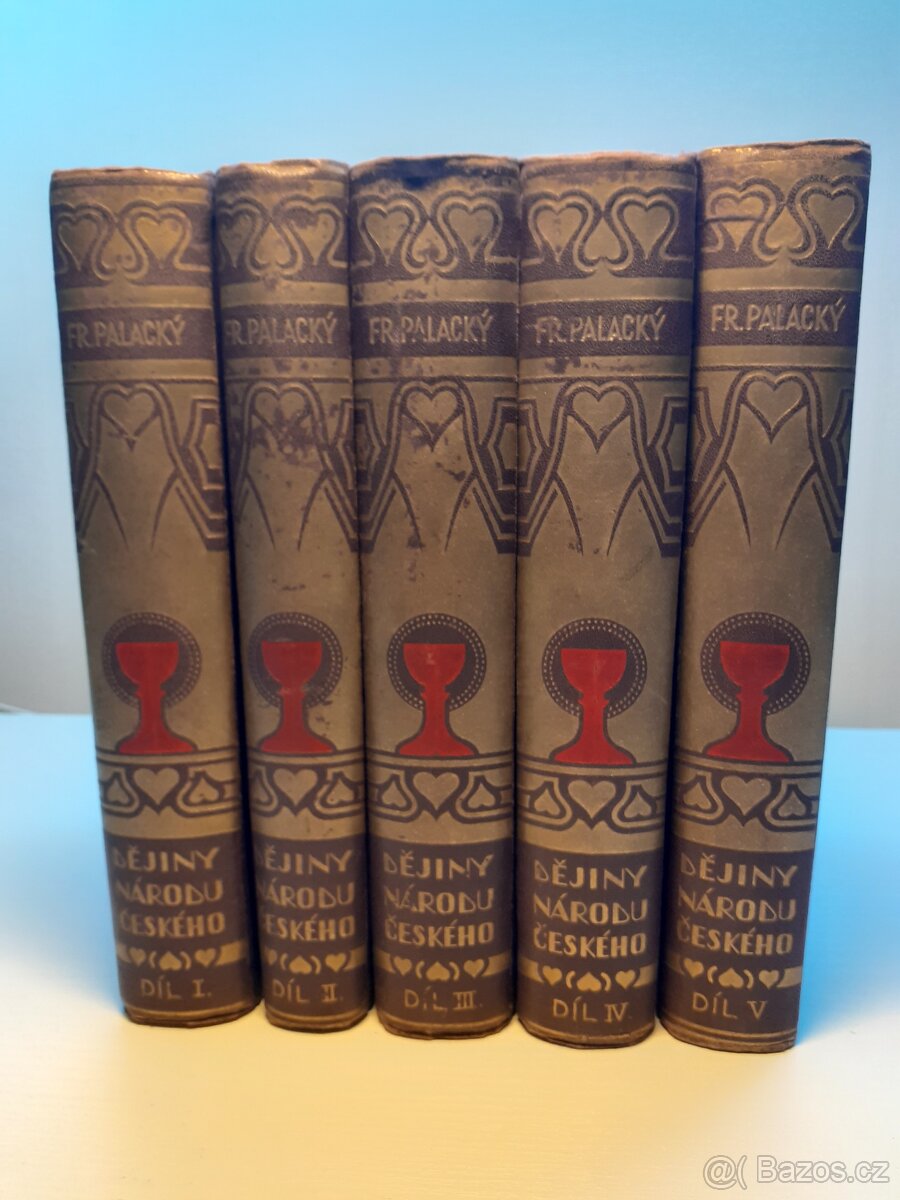 FR. PALACKÝ
DĚJINY
NÁRODU
ČESKÉHO
DÍL I.
FR. PALACKÝ
DĚJINY
NÁRODU
ČESKÉHO
DÍL II.
FR. PALACKÝ
DĚJINY
NÁRODU
ČESKÉHO
DÍL III.
FR. PALACKÝ
DĚJINY
NÁRODU
ČESKÉHO
DÍL IV.
FR. PALACKÝ
DĚJINY
NÁRODU
ČESKÉHO
DÍL V
@( Bazos.cz